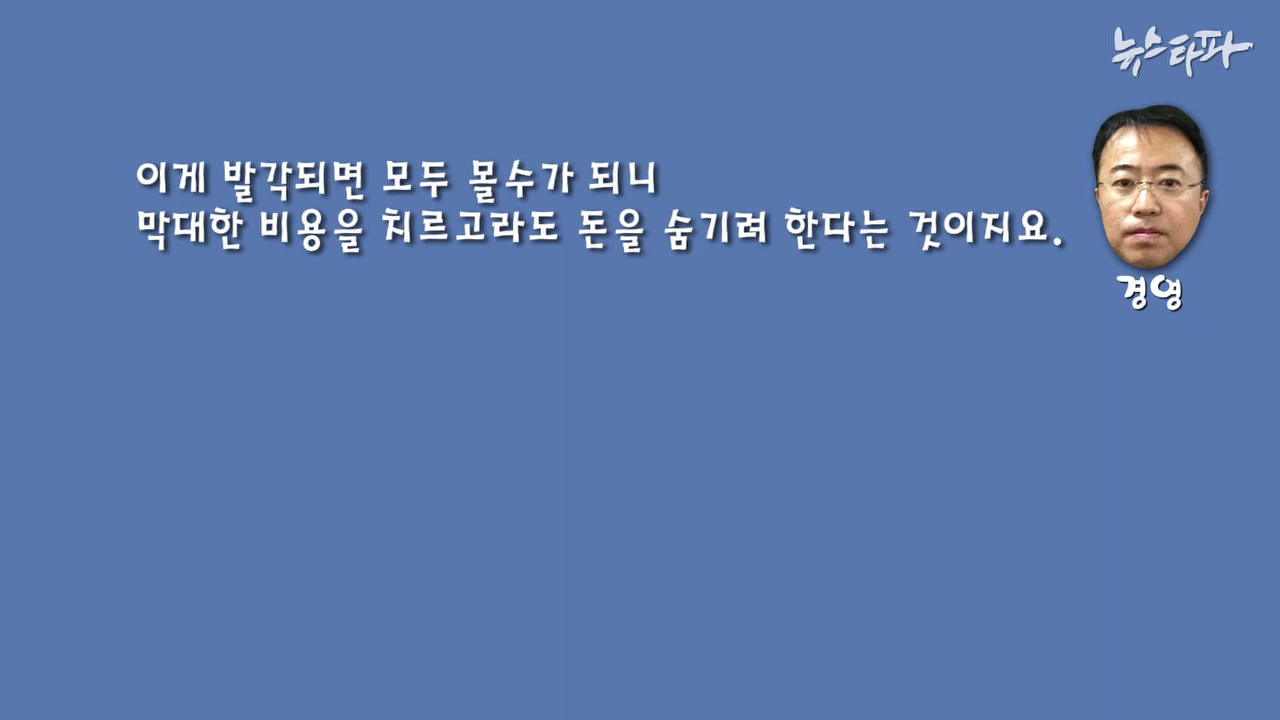 뉴스타파
이게 발각되면 모두 몰수가 되니
막대한 비용을 치르고라도 돈을 숨기려 한다는 것이지요.
경영